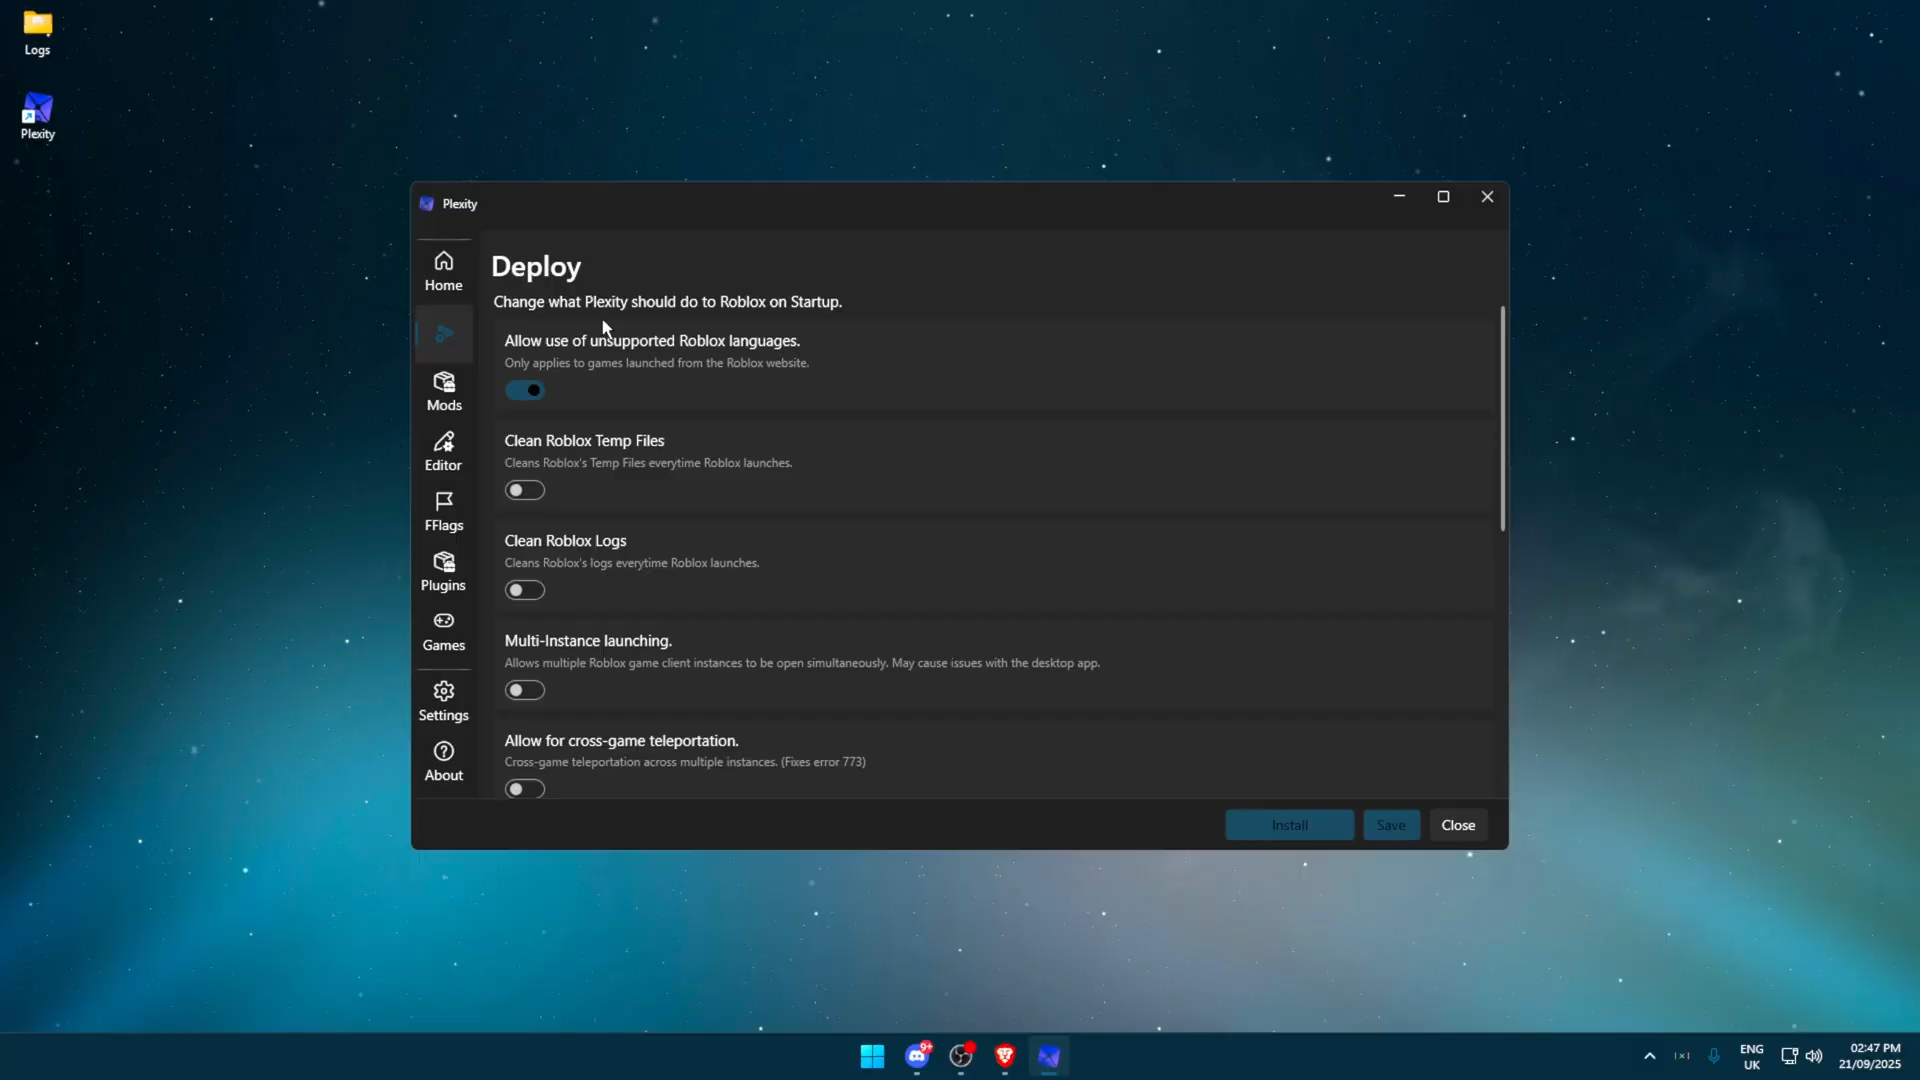 Logs
Plexity
Plexity
Home
Mods
Editor
FFlags
Plugins
Games
Settings
About
Deploy
Change what Plexity should do to Roblox on Startup.
Allow use of unsupported Roblox languages.
Only applies to games launched from the Roblox website.
Clean Roblox Temp Files
Cleans Roblox's Temp Files everytime Roblox launches.
Clean Roblox Logs
Cleans Roblox's logs everytime Roblox launches.
Multi-Instance launching.
Allows multiple Roblox game client instances to be open simultaneously. May cause issues with the desktop app.
Allow for cross-game teleportation.
Cross-game teleportation across multiple instances. (Fixes error 773)
Install
Save
Close
9+
ENG
UK
02:47 PM
21/09/2025